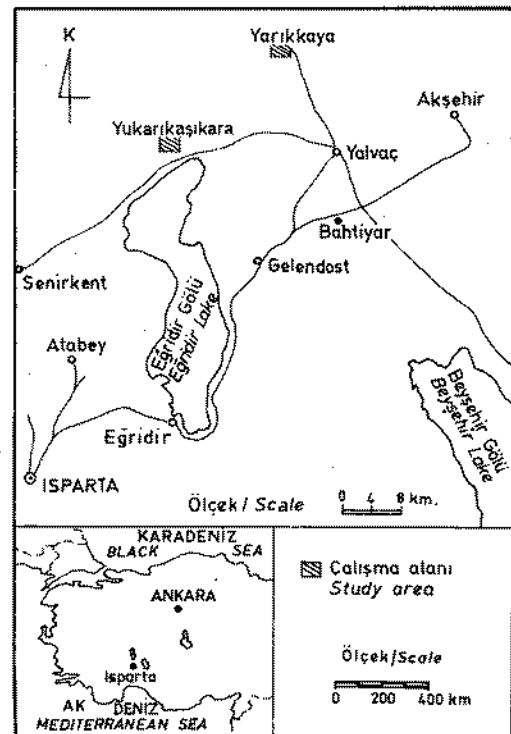 K
Yarıkkaya
Akşehir
Yukarıkaşıkara
Yalvaç
Bahtiyar
Gelendost
Senirkent
Eğridir Gölü
Eğridir Lake
Atabey
Beyşehir Gölü
Beyşehir Lake
Eğridir
ISPARTA
Ölçek / Scale
0 4 8 km.
KARADENİZ
BLACK SEA
ANKARA
Isparta
AK DENİZ
MEDITERRANEAN SEA
Çalışma alanı
Study area
Ölçek/Scale
0 200 400 km